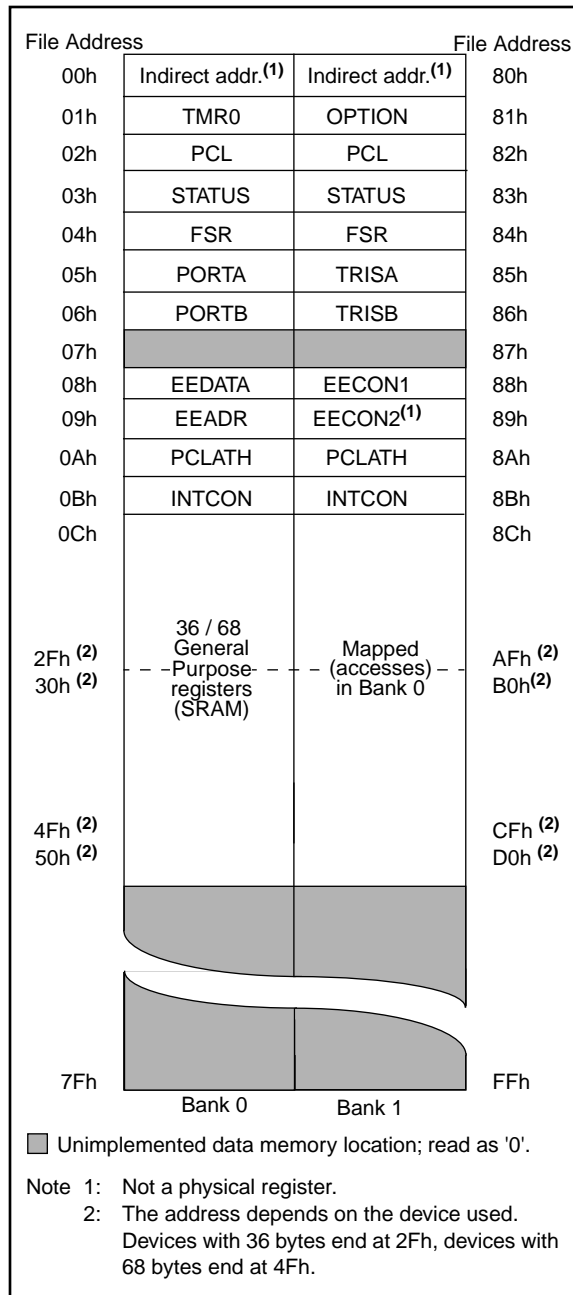 File Address File Address
00h Indirect addr.(1) Indirect addr.(1) 80h
01h TMR0 OPTION 81h
02h PCL PCL 82h
03h STATUS STATUS 83h
04h FSR FSR 84h
05h PORTA TRISA 85h
06h PORTB TRISB 86h
07h 87h
08h EEDATA EECON1 88h
09h EEADR EECON2(1) 89h
0Ah PCLATH PCLATH 8Ah
0Bh INTCON INTCON 8Bh
0Ch 8Ch
36 / 68
General
Purpose
registers
(SRAM)
Mapped
(accesses)
in Bank 0
2Fh (2) AFh (2)
30h (2) B0h(2)
4Fh (2) CFh (2)
50h (2) D0h (2)
7Fh FFh
Bank 0 Bank 1
Unimplemented data memory location; read as '0'.
Note 1: Not a physical register.
2: The address depends on the device used.
Devices with 36 bytes end at 2Fh, devices with
68 bytes end at 4Fh.